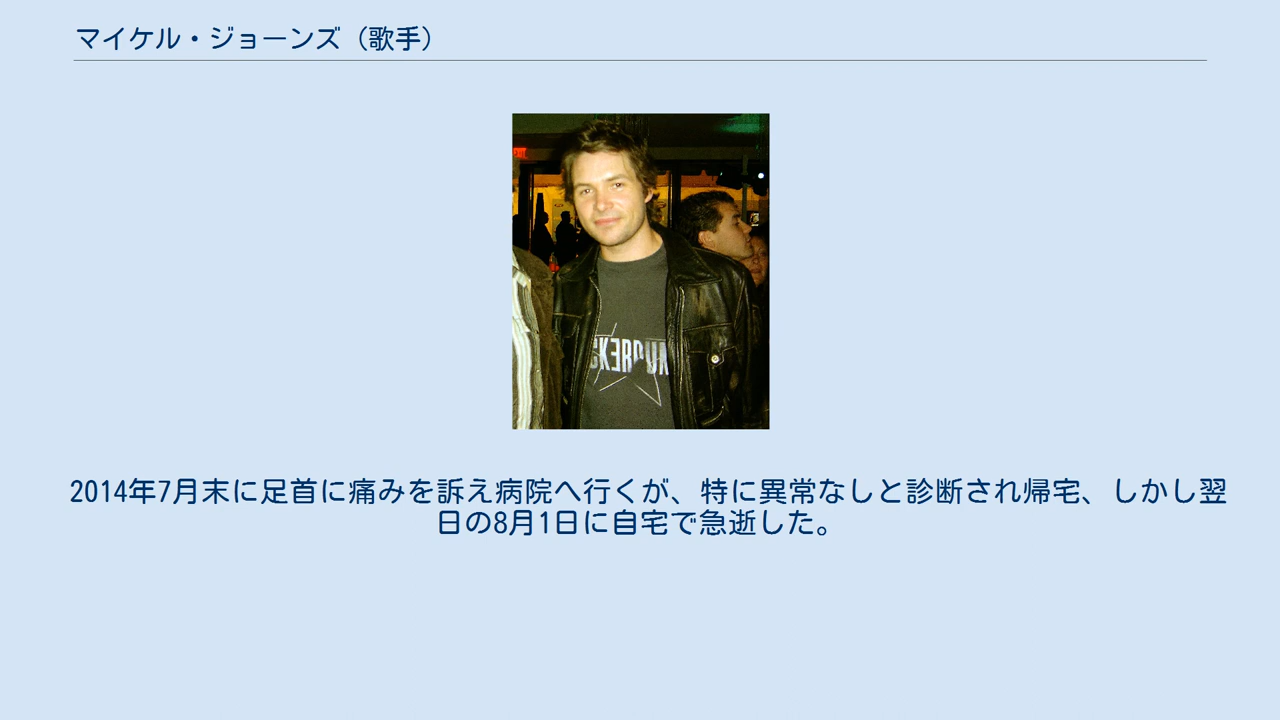 マイケル・ジョーンズ（歌手）
EXIT
2014年7月末に足首に痛みを訴え病院へ行くが、特に異常なしと診断され帰宅、しかし翌
日の8月1日に自宅で急逝した。